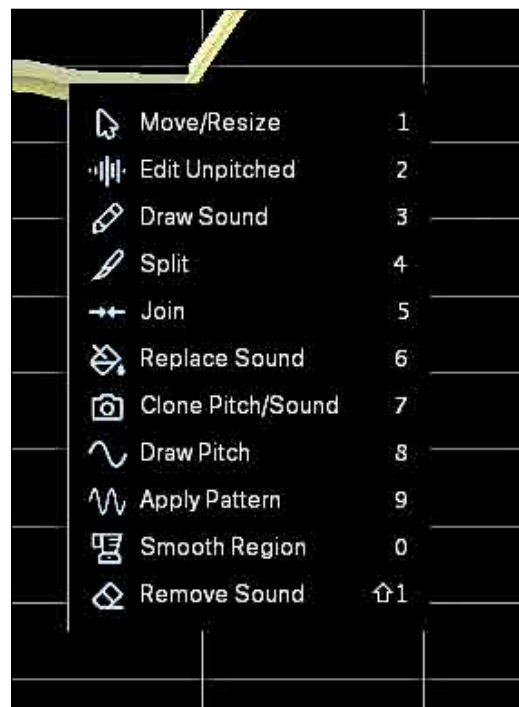 Move/Resize 1
Edit Unpitched 2
Draw Sound 3
Split 4
Join 5
Replace Sound 6
Clone Pitch/Sound 7
Draw Pitch 8
Apply Pattern 9
Smooth Region 0
Remove Sound ⇧1